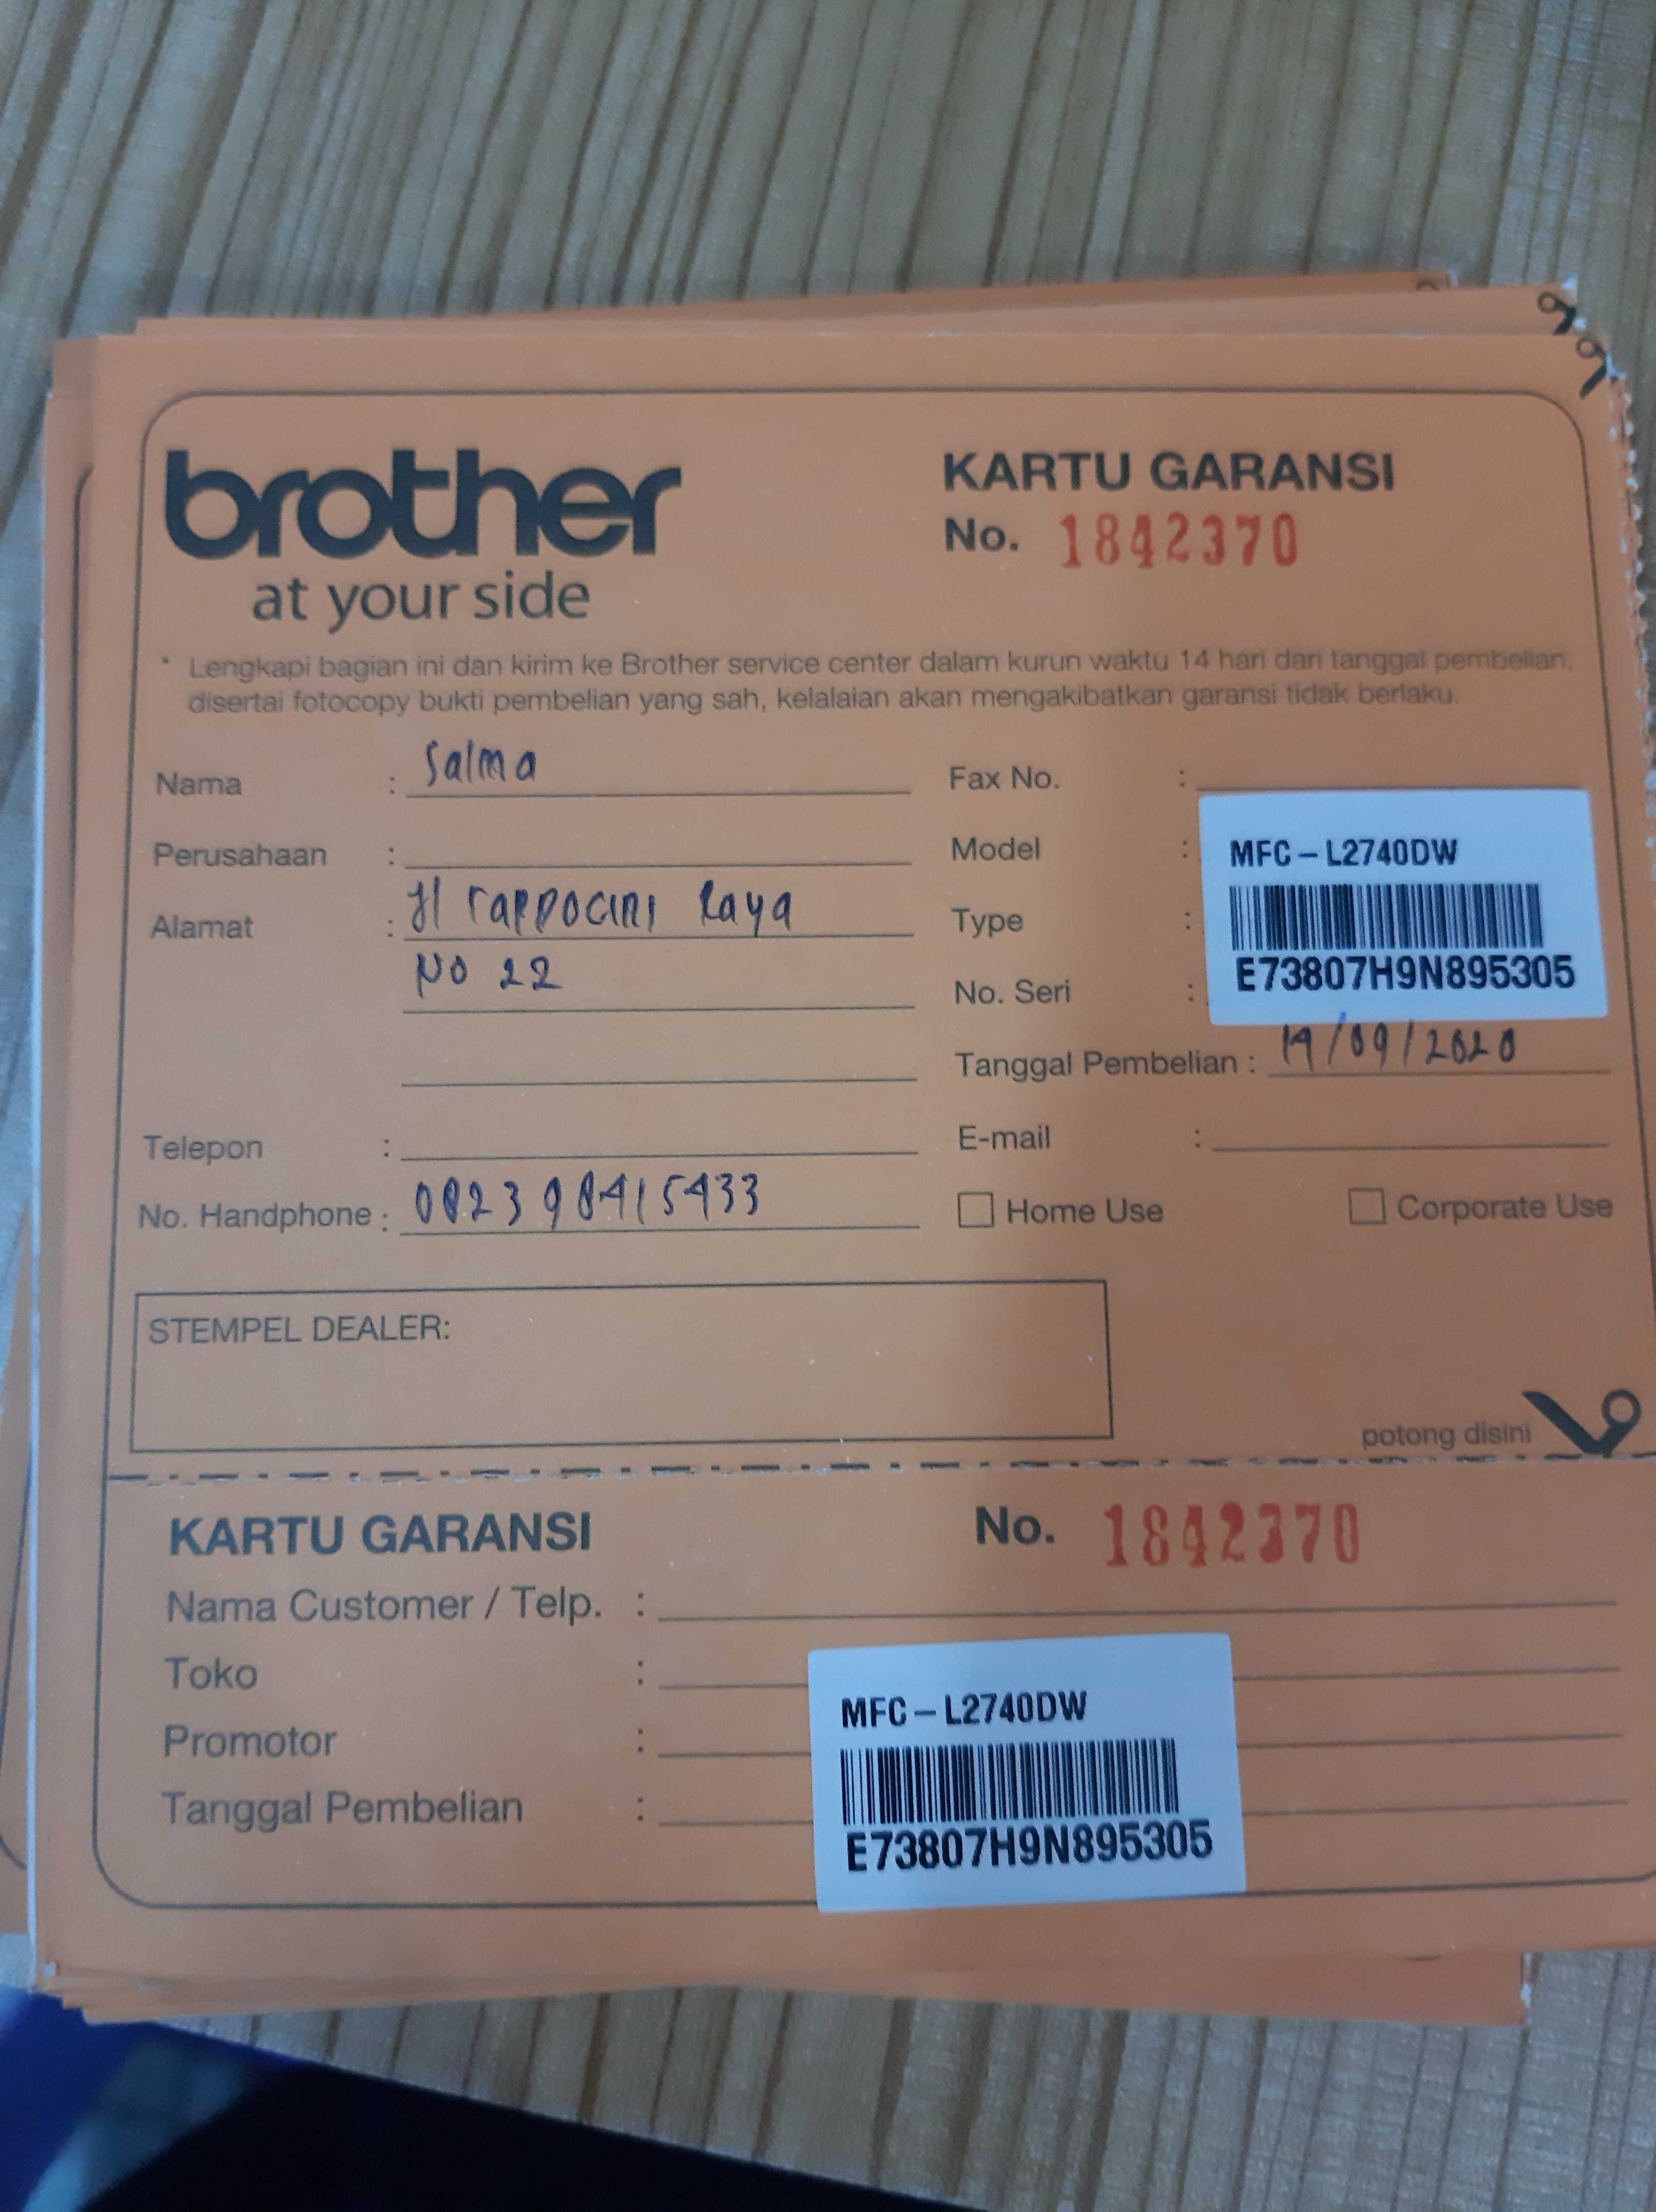 brother
at your side
KARTU GARANSI
No. 1842370
* Lengkapi bagian ini dan kirim ke Brother service center dalam kurun waktu 14 hari dari tanggal pembelian,
disertai fotocopy bukti pembelian yang sah, kelalaian akan mengakibatkan garansi tidak berlaku.
Nama : Salma
Perusahaan :
Alamat : Jl rappocini Raya
NO 22
Telepon :
No. Handphone : 082398415433
Fax No. :
Model : MFC-L2740DW
Type :
No. Seri : E73807H9N895305
Tanggal Pembelian : 19/09/2020
E-mail :
Home Use Corporate Use
STEMPEL DEALER:
potong disini
KARTU GARANSI No. 1842370
Nama Customer / Telp. :
Toko :
Promotor :
Tanggal Pembelian :
MFC-L2740DW
E73807H9N895305